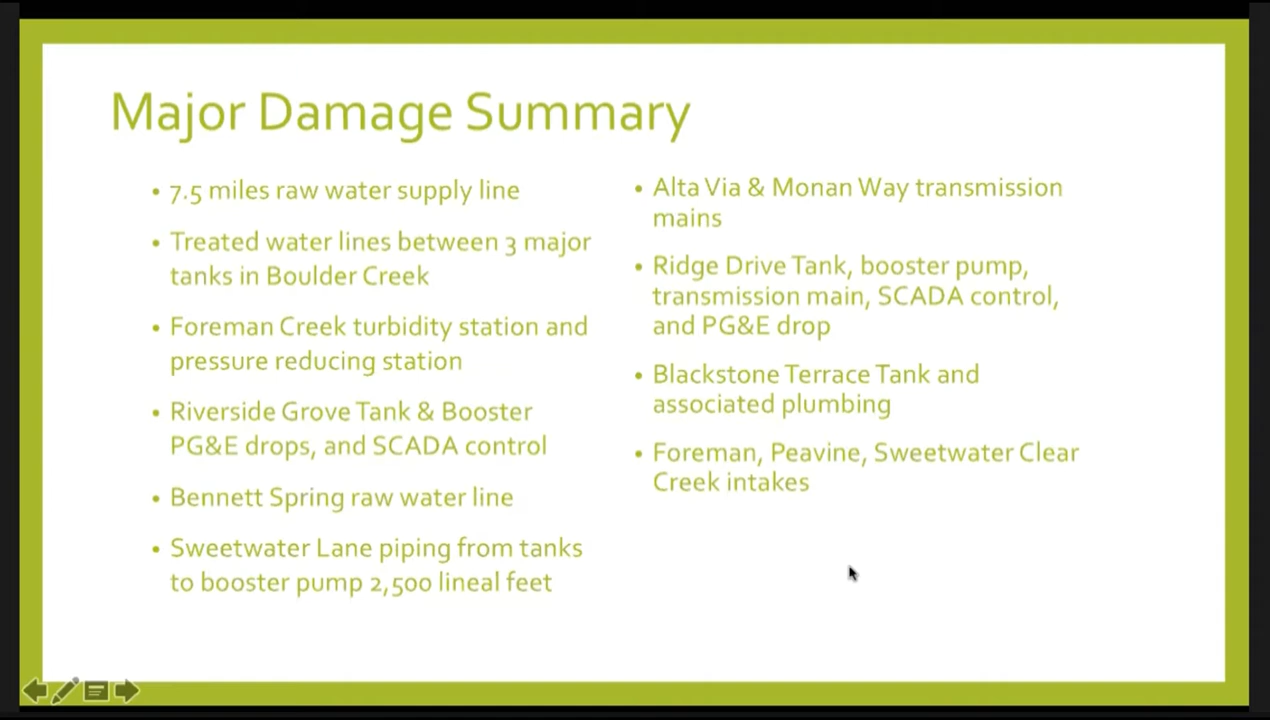 Major Damage Summary
• 7.5 miles raw water supply line
• Treated water lines between 3 major
tanks in Boulder Creek
• Foreman Creek turbidity station and
pressure reducing station
• Riverside Grove Tank & Booster
PG&E drops, and SCADA control
• Bennett Spring raw water line
• Sweetwater Lane piping from tanks
to booster pump 2,500 lineal feet
• Alta Via & Monan Way transmission
mains
• Ridge Drive Tank, booster pump,
transmission main, SCADA control,
and PG&E drop
• Blackstone Terrace Tank and
associated plumbing
• Foreman, Peavine, Sweetwater Clear
Creek intakes